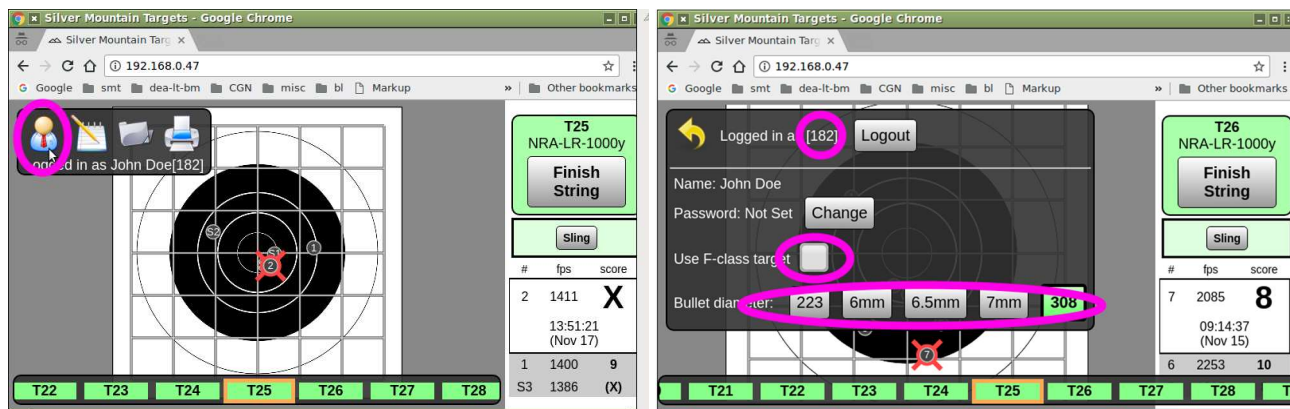 Silver Mountain Targets - Google Chrome
Silver Mountain Targ
192.168.0.47
Google smt dea-lt-bm CGN misc bl Markup » Other bookmarks
Logged in as John Doe[182]
S2
S1
1
2
T25
NRA-LR-1000y
Finish
String
Sling
# fps score
2 1411 X
13:51:21
(Nov 17)
1 1400 9
S3 1386 (X)
T22 T23 T24 T25 T26 T27 T28
Silver Mountain Targets - Google Chrome
Silver Mountain Targ
192.168.0.47
Google smt dea-lt-bm CGN misc bl Markup » Other bookmarks
Logged in as [182] Logout
Name: John Doe
Password: Not Set Change
Use F-class target
Bullet diameter: 223 6mm 6.5mm 7mm 308
7
T26
NRA-LR-1000y
Finish
String
Sling
# fps score
7 2085 8
09:14:37
(Nov 15)
6 2253 10
T21 T22 T23 T24 T25 T26 T27 T28